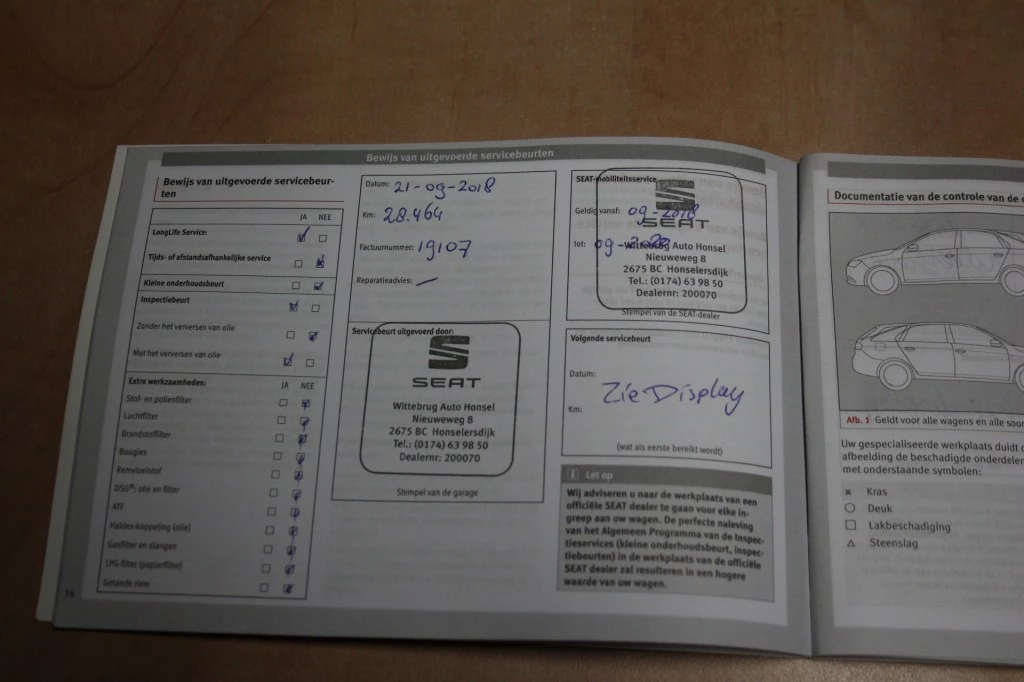 Bewijs van uitgevoerde servicebeurten
Bewijs van uitgevoerde servicebeur-
ten
JA NEE
LongLife Service:
Tijds- of afstandsafhankelijke service
Kleine onderhoudsbeurt
Inspectiebeurt
Zonder het verversen van olie
Met het verversen van olie
Extra werkzaamheden: JA NEE
Stof- en pollenfilter
Luchtfilter
Brandstoffilter
Bougies
Remvloeistof
DSG®: olie en filter
ATF
Haldex-koppeling (olie)
Gasfilter en slangen
LPG-filter (papierfilter)
Getande riem
Datum: 21-09-2018
Km: 28.464
Factuurnummer: 19107
Reparatieadvies: —
Servicebeurt uitgevoerd door:
SEAT
Wittebrug Auto Honsel
Nieuweweg 8
2675 BC Honselersdijk
Tel.: (0174) 63 98 50
Dealernr: 200070
Stempel van de garage
SEAT-mobiliteitsservice
Geldig vanaf: 09-2018
SEAT
tot: 09-
Wittebrug Auto Honsel
Nieuweweg 8
2675 BC Honselersdijk
Tel.: (0174) 63 98 50
Dealernr: 200070
Stempel van de SEAT-dealer
Volgende servicebeurt
Datum:
Zie Display
Km:
(wat als eerste bereikt wordt)
i Let op
Wij adviseren u naar de werkplaats van een
officiële SEAT dealer te gaan voor elke in-
greep aan uw wagen. De perfecte naleving
van het Algemeen Programma van de Inspec-
tieservices (kleine onderhoudsbeurt, inspec-
tiebeurten) in de werkplaats van de officiële
SEAT dealer zal resulteren in een hogere
waarde van uw wagen.
Documentatie van de controle van de
Afb. 1 Geldt voor alle wagens en alle
Uw gespecialiseerde werkplaats duidt
afbeelding de beschadigde
met onderstaande symbolen:
× Kras
○ Deuk
□ Lakbeschadiging
△ Steenslag